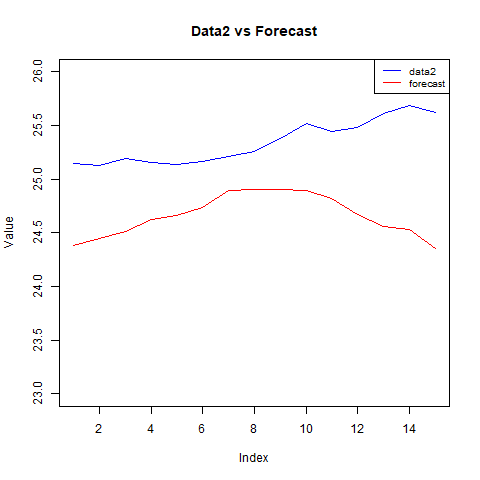 Data2 vs Forecast
data2
forecast
Value
26.0
25.5
25.0
24.5
24.0
23.5
23.0
2 4 6 8 10 12 14
Index